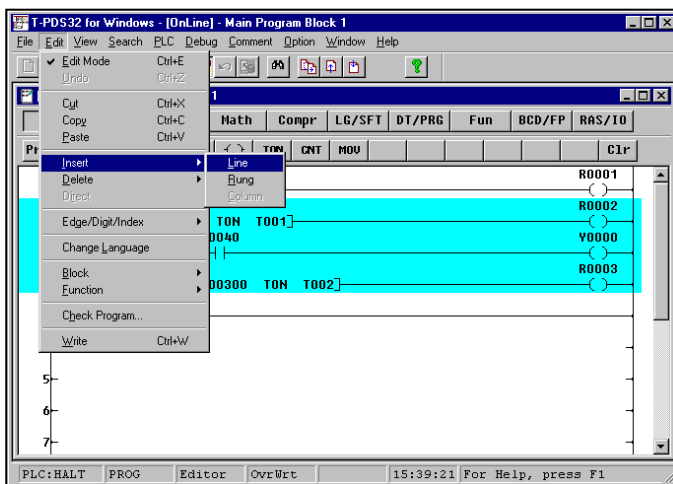 T-PDS32 for Windows - [OnLine] - Main Program Block 1
File Edit View Search PLC Debug Comment Option Window Help
Edit Mode Ctrl+E
Undo Ctrl+Z
Cut Ctrl+X
Copy Ctrl+C
Paste Ctrl+V
Insert
Delete
Direct
Edge/Digit/Index
Change Language
Block
Function
Check Program...
Write Ctrl+W
Line
Rung
Column
1
Math Compr LG/SFT DT/PRG Fun BCD/FP RAS/IO
Pr TON CNT MOV Clr
R0001
R0002
TON T001]
0040 Y0000
R0003
00300 TON T002]
5
6
7
PLC:HALT PROG Editor OvrWrt 15:39:21 For Help, press F1